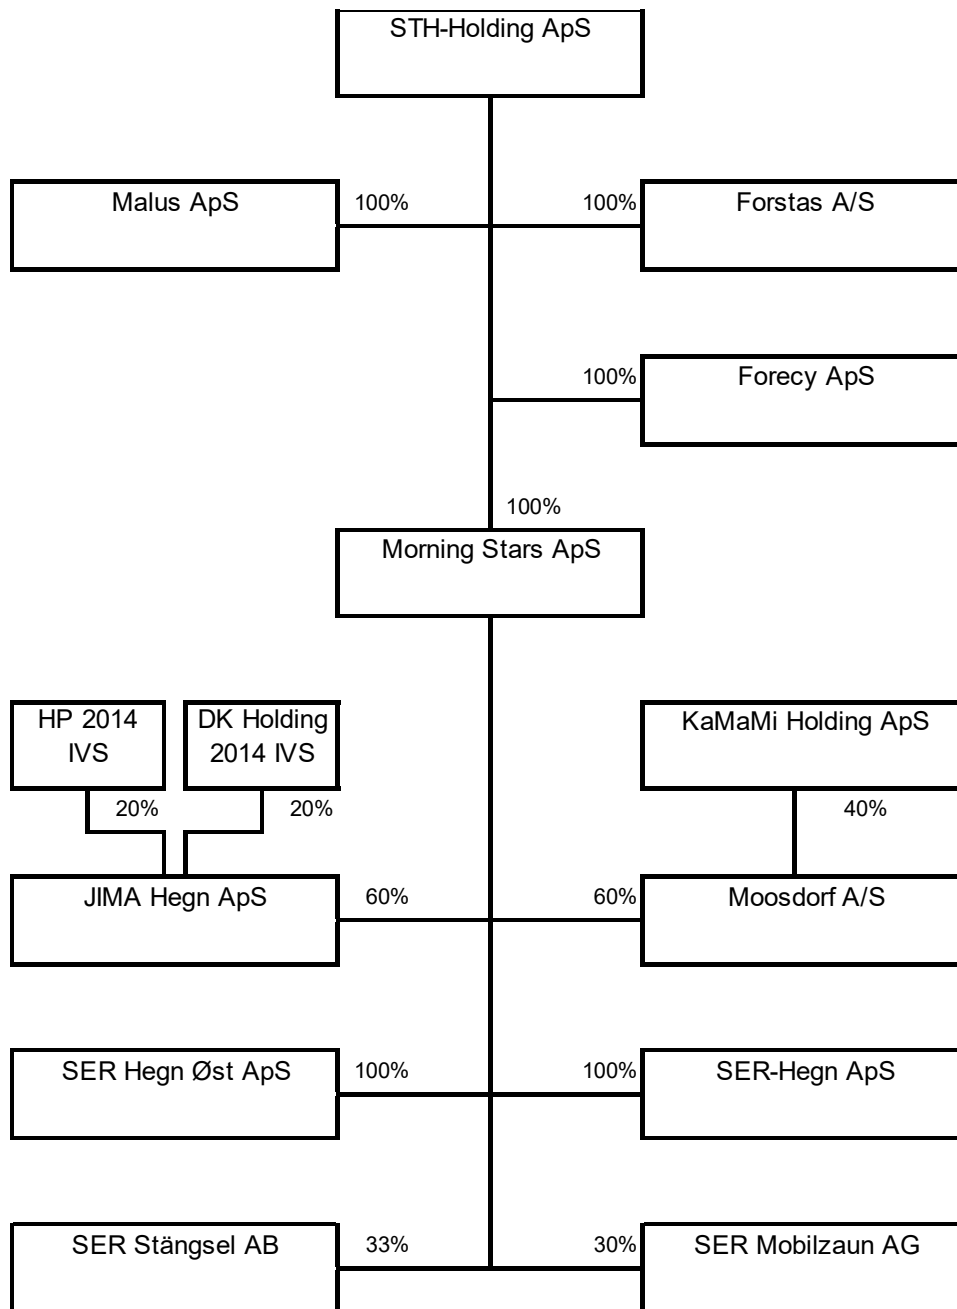 STH-Holding ApS
Malus ApS
100%
100%
Forstas A/S
100%
Forecy ApS
100%
Morning Stars ApS
HP 2014
IVS
DK Holding
2014 IVS
KaMaMi Holding ApS
20%
20%
40%
JIMA Hegn ApS
60%
60%
Moosdorf A/S
SER Hegn Øst ApS
100%
100%
SER-Hegn ApS
SER Stängsel AB
33%
30%
SER Mobilzaun AG